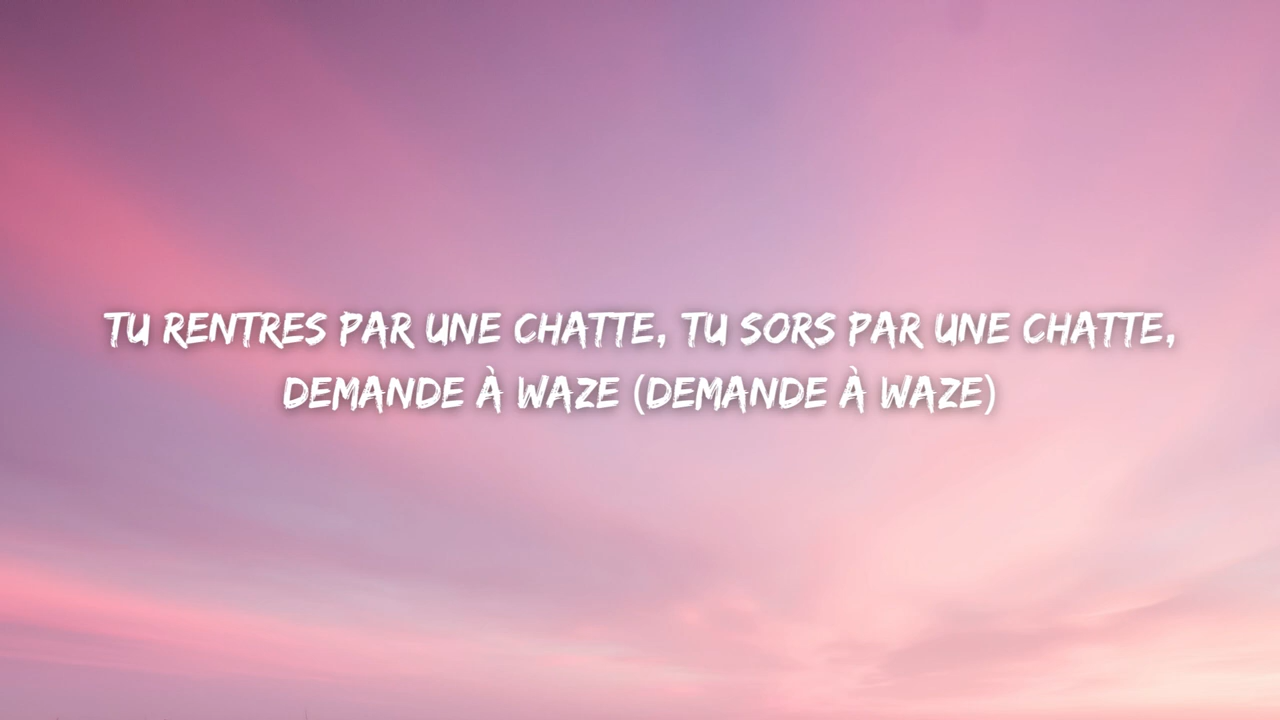 TU RENTRES PAR UNE CHATTE, TU SORS PAR UNE CHATTE,
DEMANDE À WAZE (DEMANDE À WAZE)